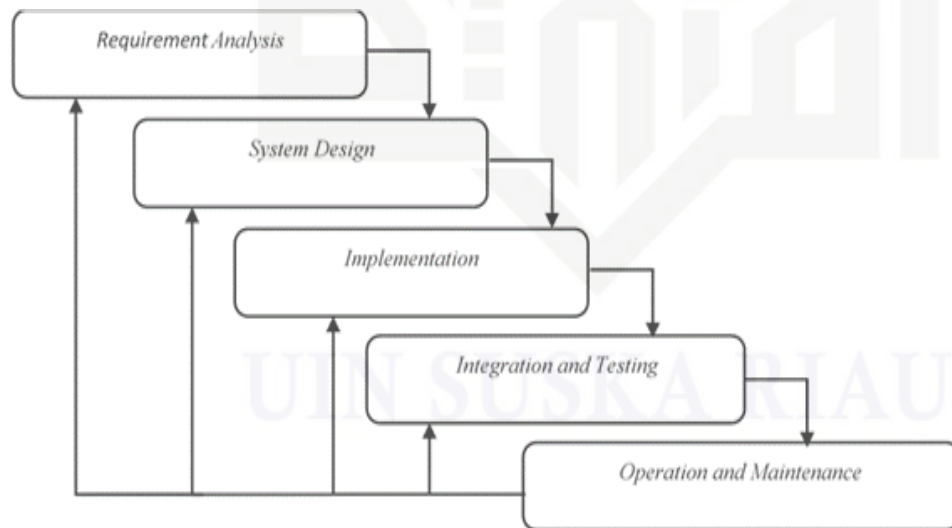 Requirement Analysis
System Design
Implementation
Integration and Testing
UIN SUSKA RIAU
Operation and Maintenance